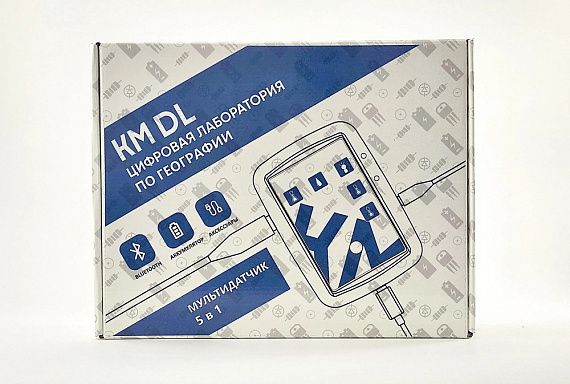 KM DL
ЦИФРОВАЯ ЛАБОРАТОРИЯ
ПО ГЕОГРАФИИ
BLUETOOTH
АККУМУЛЯТОР
АКСЕССУАРЫ
МУЛЬТИДАТЧИК
5 в 1